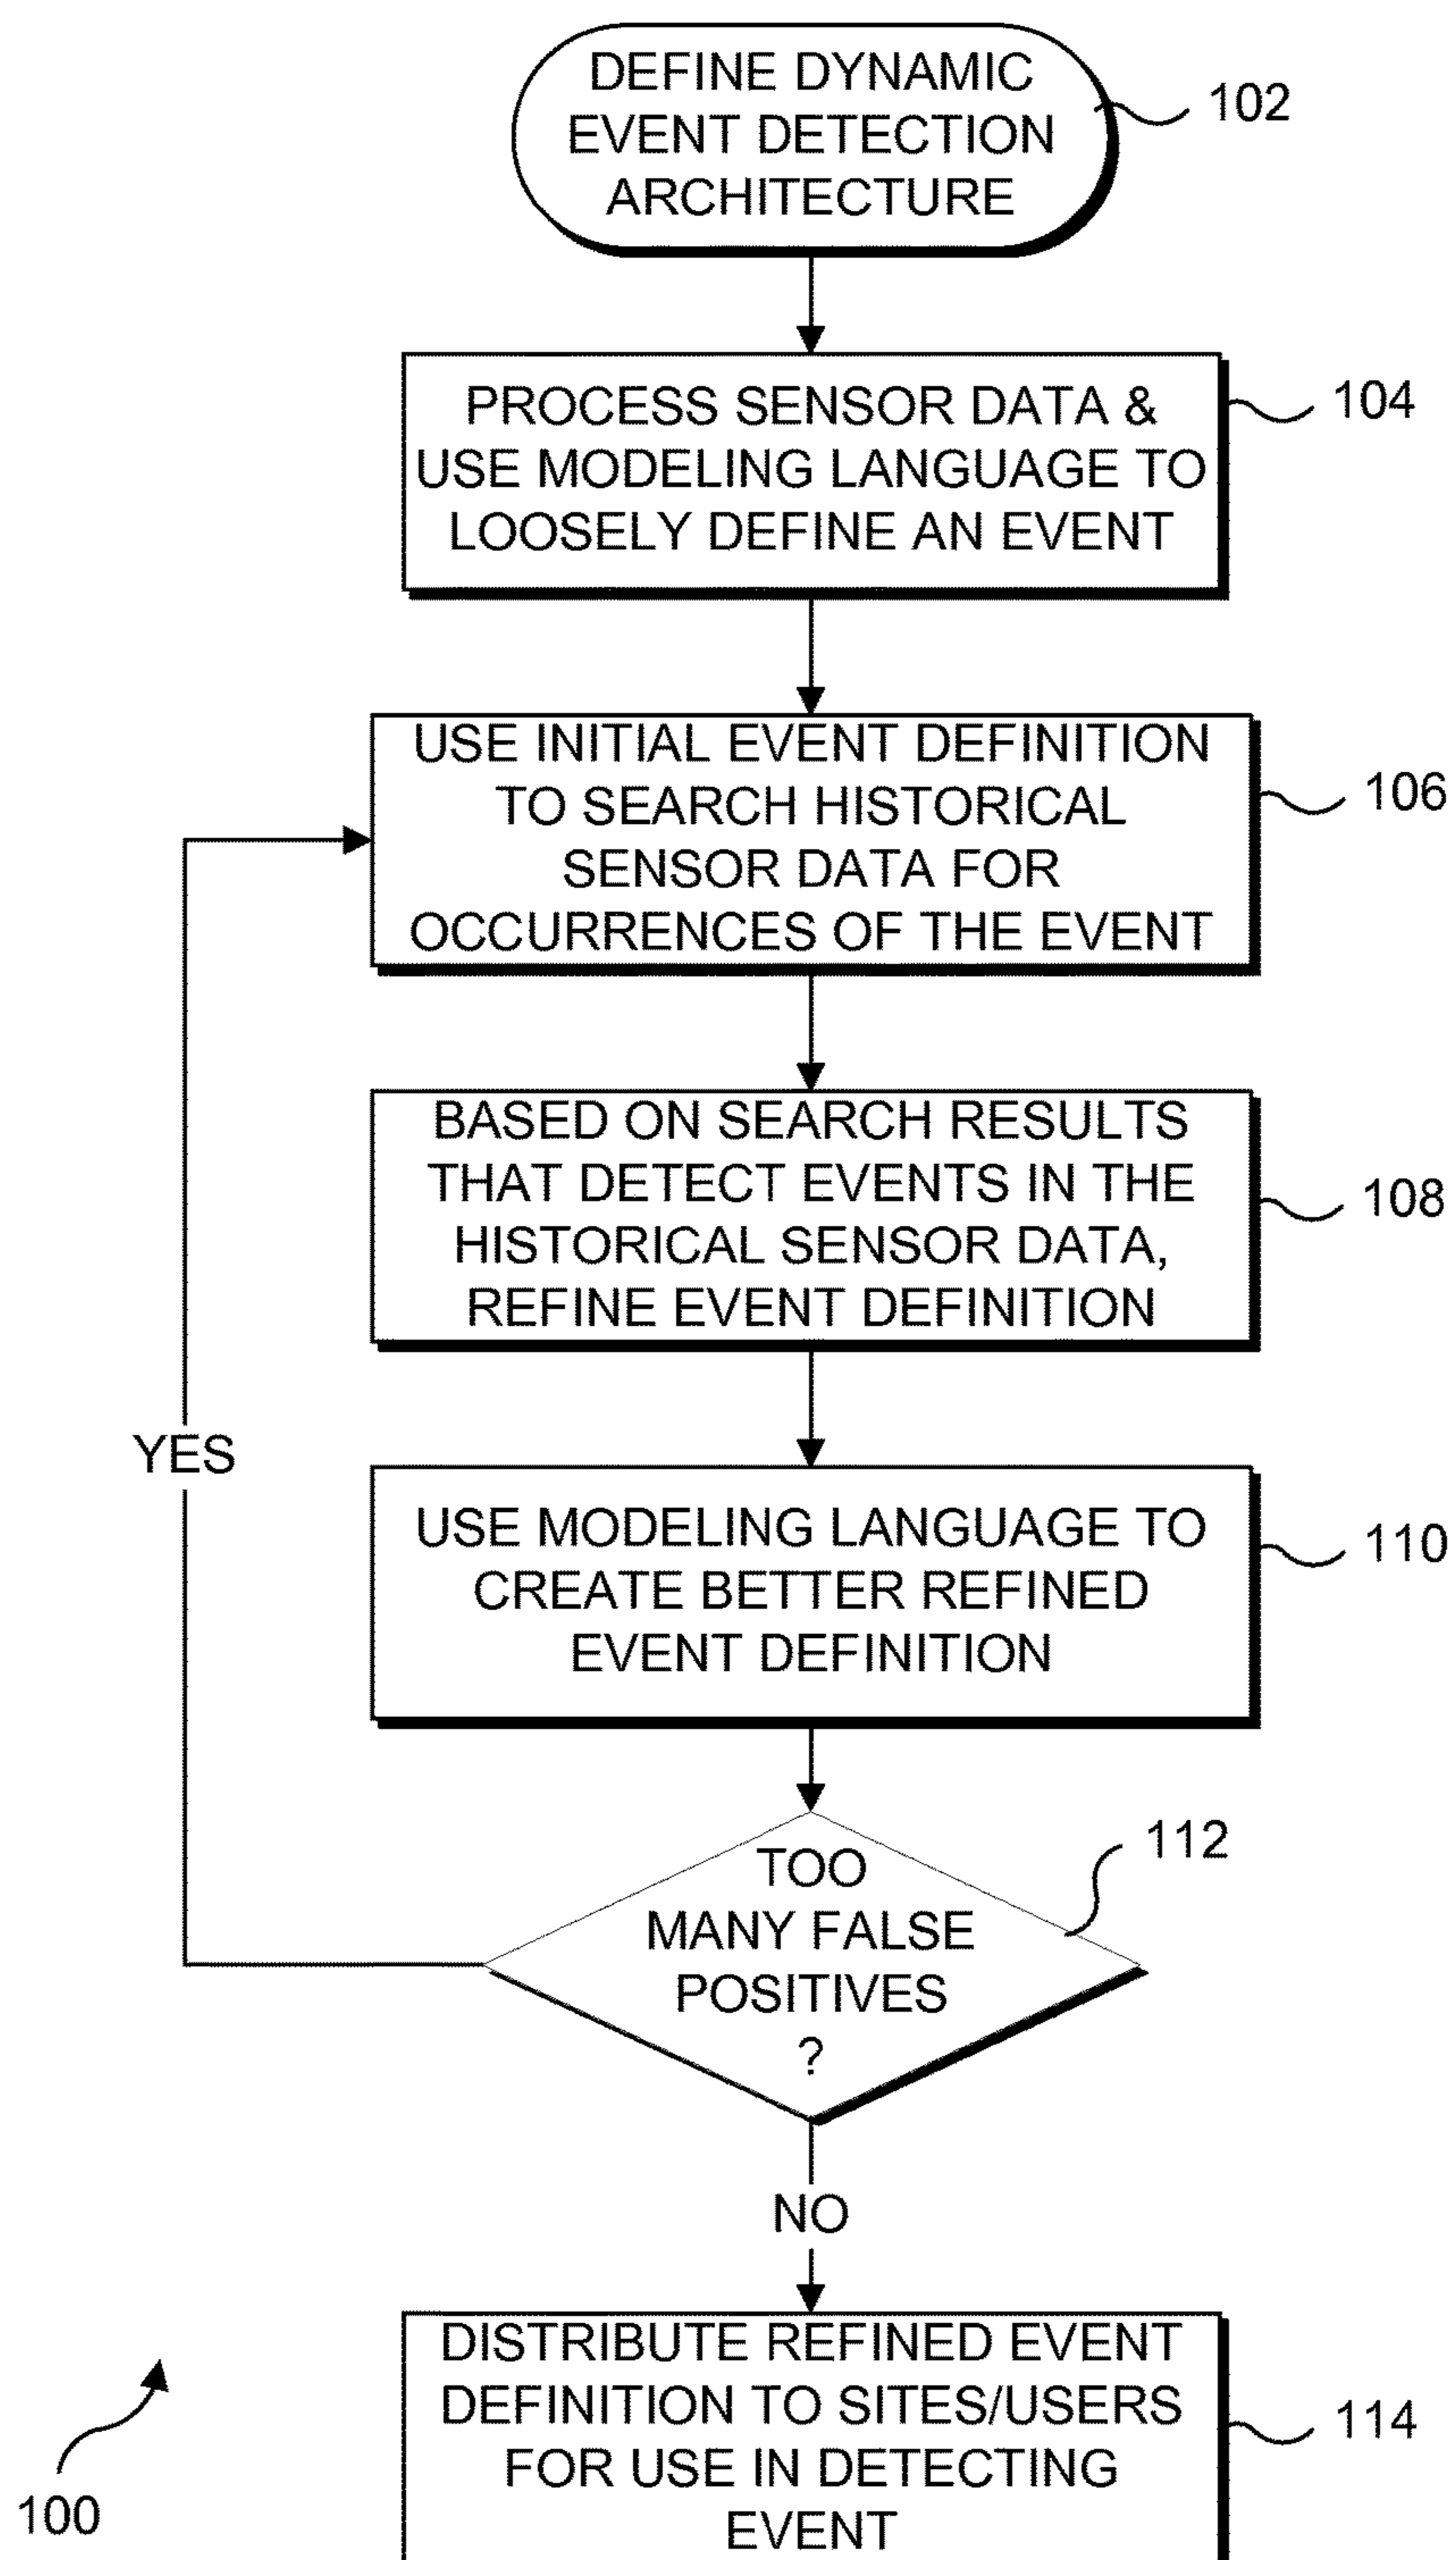 DEFINE DYNAMIC
EVENT DETECTION
ARCHITECTURE
102
PROCESS SENSOR DATA &
USE MODELING LANGUAGE TO
LOOSELY DEFINE AN EVENT
104
USE INITIAL EVENT DEFINITION
TO SEARCH HISTORICAL
SENSOR DATA FOR
OCCURRENCES OF THE EVENT
106
BASED ON SEARCH RESULTS
THAT DETECT EVENTS IN THE
HISTORICAL SENSOR DATA,
REFINE EVENT DEFINITION
108
YES
USE MODELING LANGUAGE TO
CREATE BETTER REFINED
EVENT DEFINITION
110
TOO
MANY FALSE
POSITIVES
?
112
NO
DISTRIBUTE REFINED EVENT
DEFINITION TO SITES/USERS
FOR USE IN DETECTING
EVENT
114
100